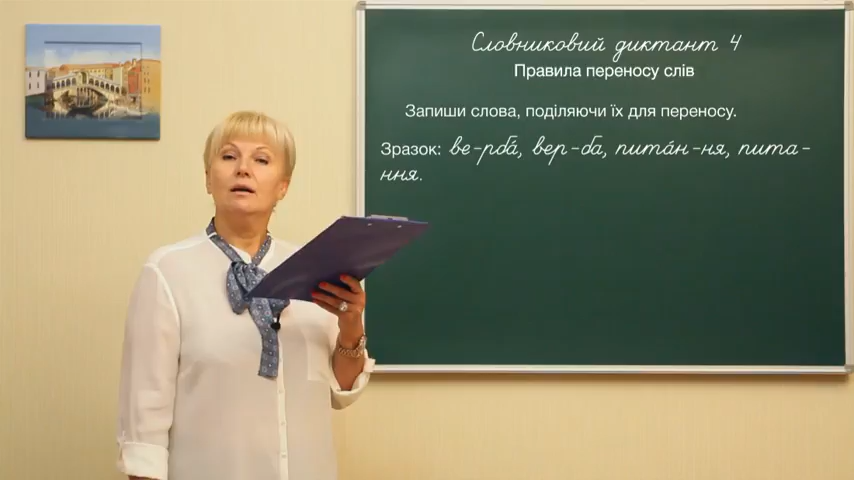 Словниковий диктант 4
Правила переносу слів
Запиши слова, поділяючи їх для переносу.
Зразок: ве-рба́, вер-ба, пита́н-ня, пита-
ння.